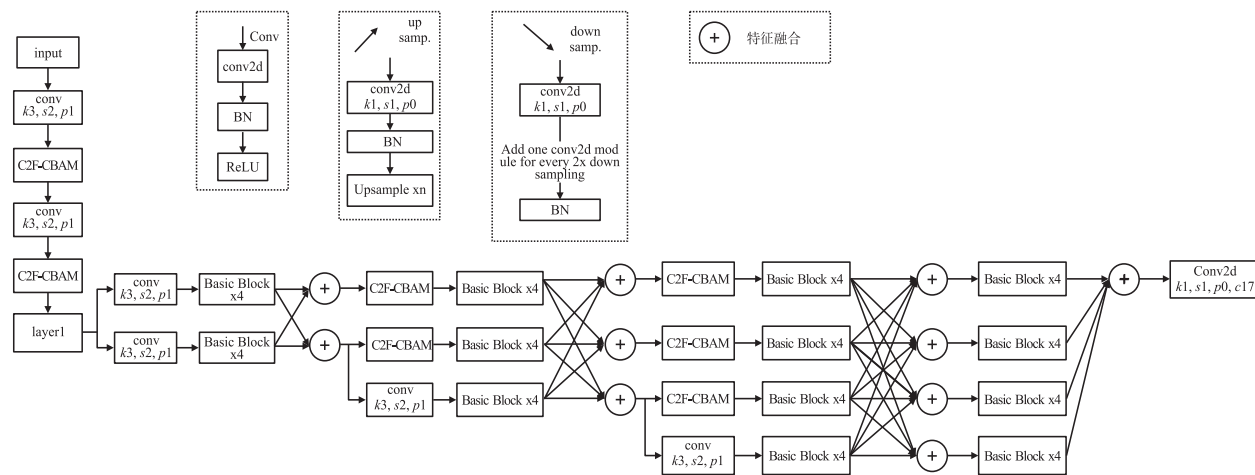 input
conv
k3, s2, p1
C2F-CBAM
conv
k3, s2, p1
C2F-CBAM
layer1
Conv
conv2d
BN
ReLU
up
samp.
conv2d
k1, s1, p0
BN
Upsample xn
down
samp.
conv2d
k1, s1, p0
Add one conv2d mod
ule for every 2x down
sampling
BN
+
特征融合
conv
k3, s2, p1
Basic Block
x4
+
C2F-CBAM
Basic Block x4
+
C2F-CBAM
Basic Block x4
+
Basic Block x4
+
Conv2d
k1, s1, p0, c17
conv
k3, s2, p1
Basic Block
x4
+
C2F-CBAM
Basic Block x4
+
C2F-CBAM
Basic Block x4
+
Basic Block x4
conv
k3, s2, p1
Basic Block x4
+
C2F-CBAM
Basic Block x4
+
Basic Block x4
conv
k3, s2, p1
Basic Block x4
+
Basic Block x4